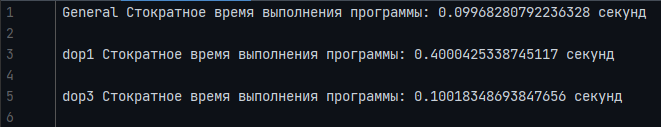 1 General Стократное время выполнения программы: 0.09968280792236328 секунд
2
3 dop1 Стократное время выполнения программы: 0.4000425338745117 секунд
4
5 dop3 Стократное время выполнения программы: 0.10018348693847656 секунд
6